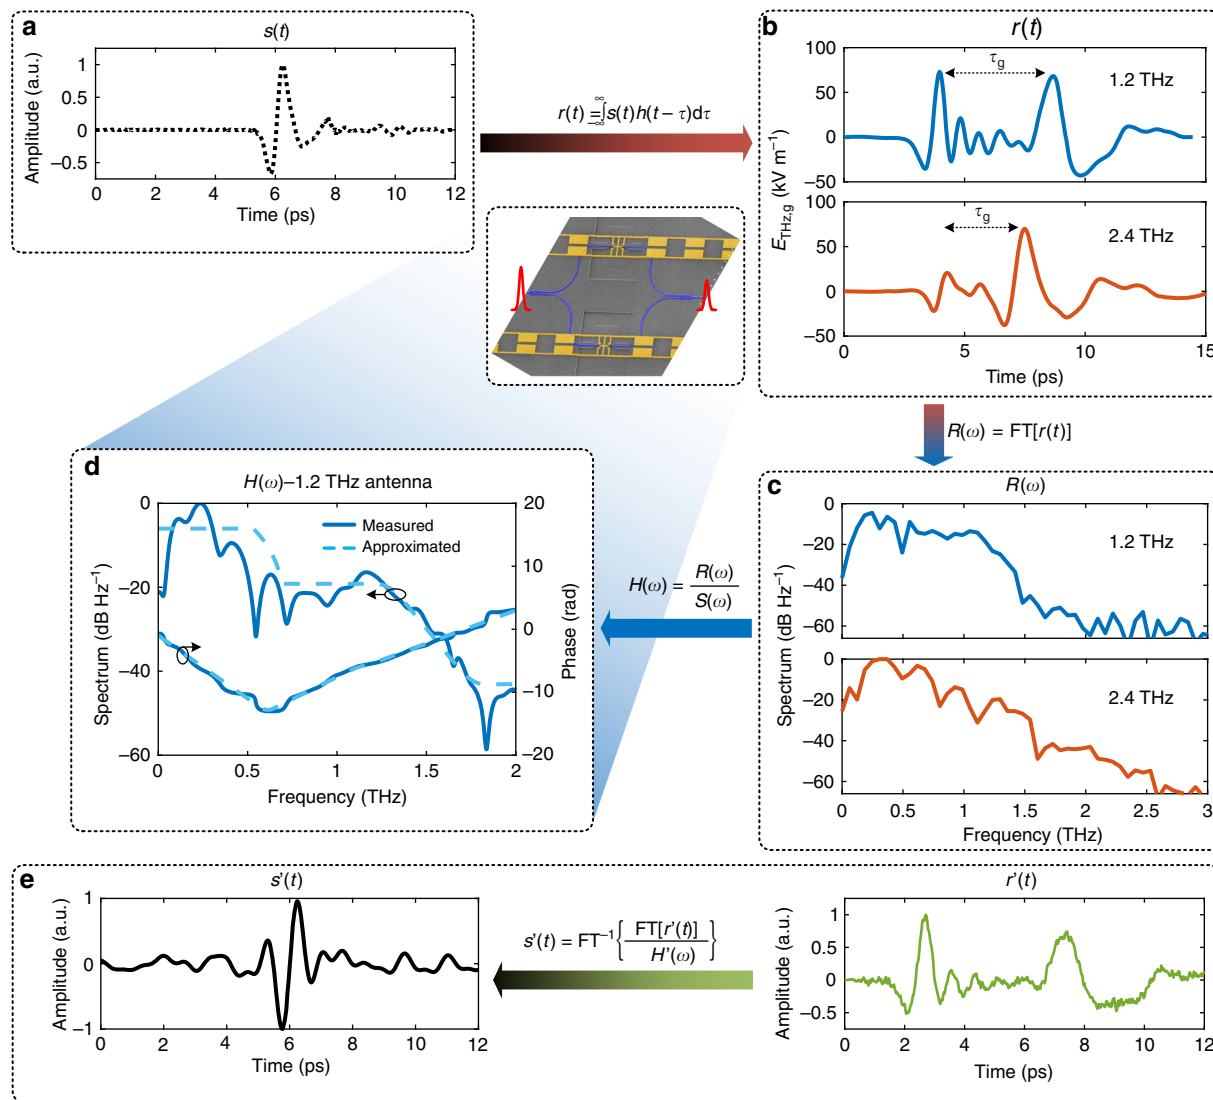 a
s(t)
Amplitude (a.u.)
1
0.5
0
−0.5
0 2 4 6 8 10 12
Time (ps)
r(t) = ∫ s(t)h(t − τ)dτ
∞
−∞
b
r(t)
E_THz,g (kV m⁻¹)
100
50
0
−50
τ_g
1.2 THz
100
50
0
−50
τ_g
2.4 THz
0 5 10 15
Time (ps)
R(ω) = FT[r(t)]
c
R(ω)
Spectrum (dB Hz⁻¹)
0
−20
−40
−60
1.2 THz
0
−20
−40
−60
2.4 THz
0 0.5 1 1.5 2 2.5 3
Frequency (THz)
H(ω) = R(ω)
S(ω)
d
H(ω)–1.2 THz antenna
Spectrum (dB Hz⁻¹)
0
−20
−40
−60
Measured
Approximated
20
10
0
−10
−20
Phase (rad)
0 0.5 1 1.5 2
Frequency (THz)
e
s'(t)
Amplitude (a.u.)
1
0
−1
0 2 4 6 8 10 12
Time (ps)
s'(t) = FT⁻¹{FT[r'(t)]
H'(ω)}
r'(t)
Amplitude (a.u.)
1
0.5
0
−0.5
0 2 4 6 8 10 12
Time (ps)